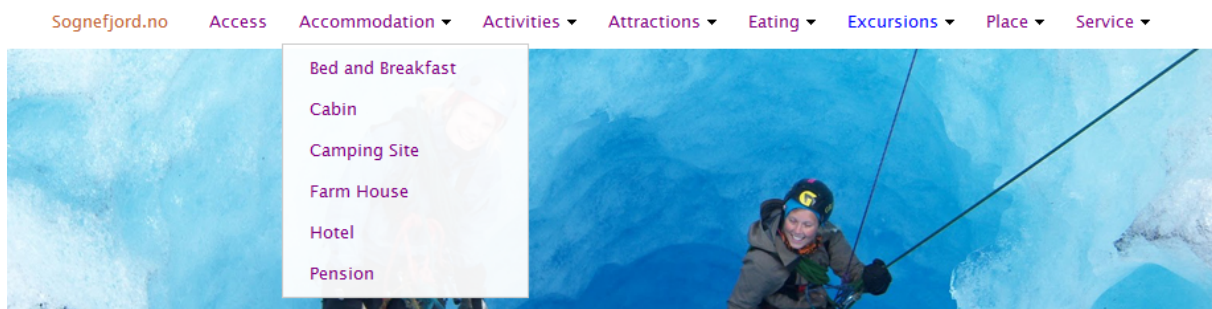 Sognefjord.no Access Accommodation Activities Attractions Eating Excursions Place Service
Bed and Breakfast
Cabin
Camping Site
Farm House
Hotel
Pension
G